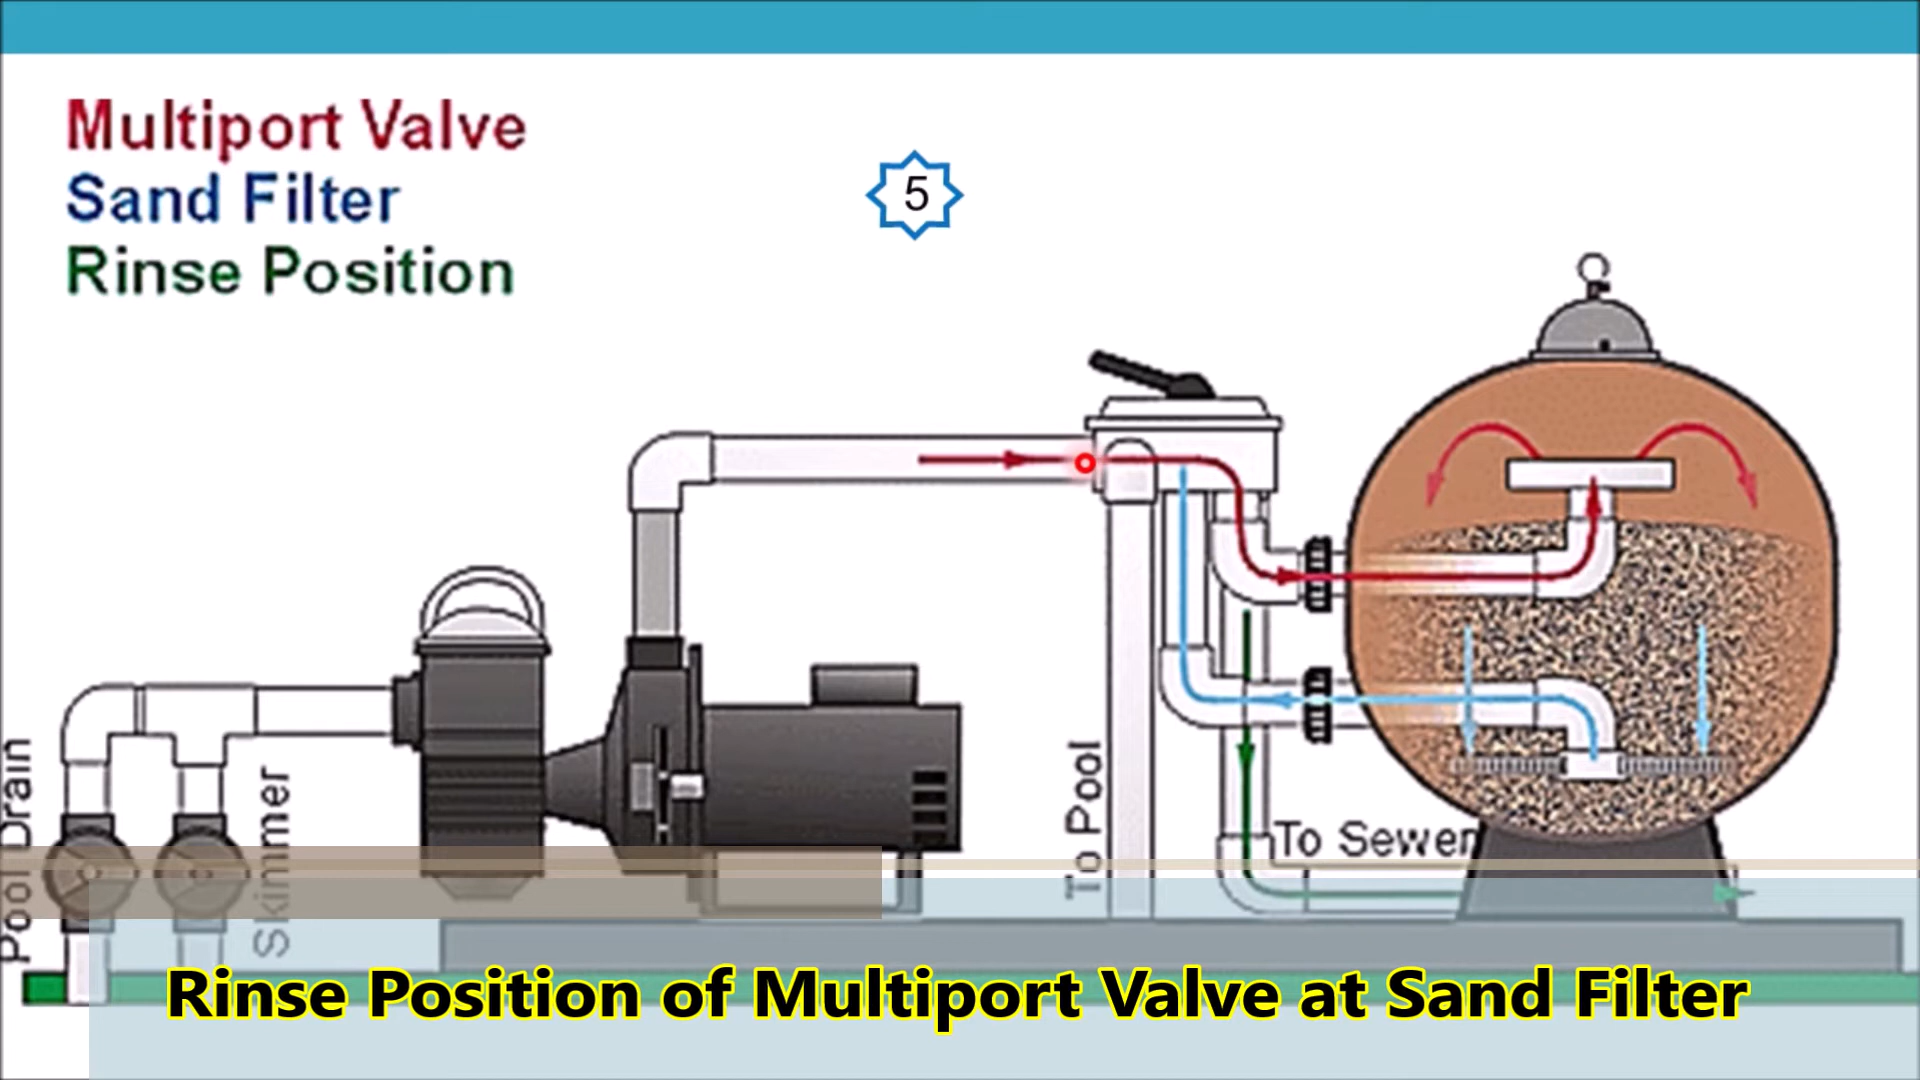 Multiport Valve
Sand Filter
Rinse Position
5
Pool Drain
Skimmer
To Pool
To Sewer
Rinse Position of Multiport Valve at Sand Filter